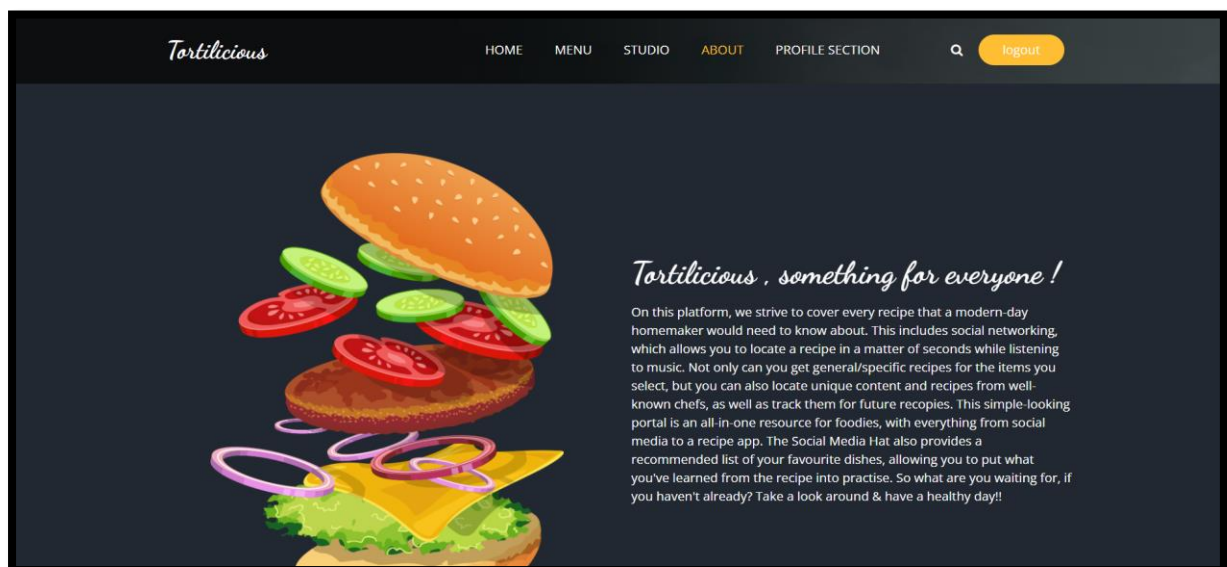 Tortilicious
HOME MENU STUDIO ABOUT PROFILE SECTION logout
Tortilicious , something for everyone !
On this platform, we strive to cover every recipe that a modern-day
homemaker would need to know about. This includes social networking,
which allows you to locate a recipe in a matter of seconds while listening
to music. Not only can you get general/specific recipes for the items you
select, but you can also locate unique content and recipes from well-
known chefs, as well as track them for future recopies. This simple-looking
portal is an all-in-one resource for foodies, with everything from social
media to a recipe app. The Social Media Hat also provides a
recommended list of your favourite dishes, allowing you to put what
you've learned from the recipe into practise. So what are you waiting for, if
you haven't already? Take a look around & have a healthy day!!